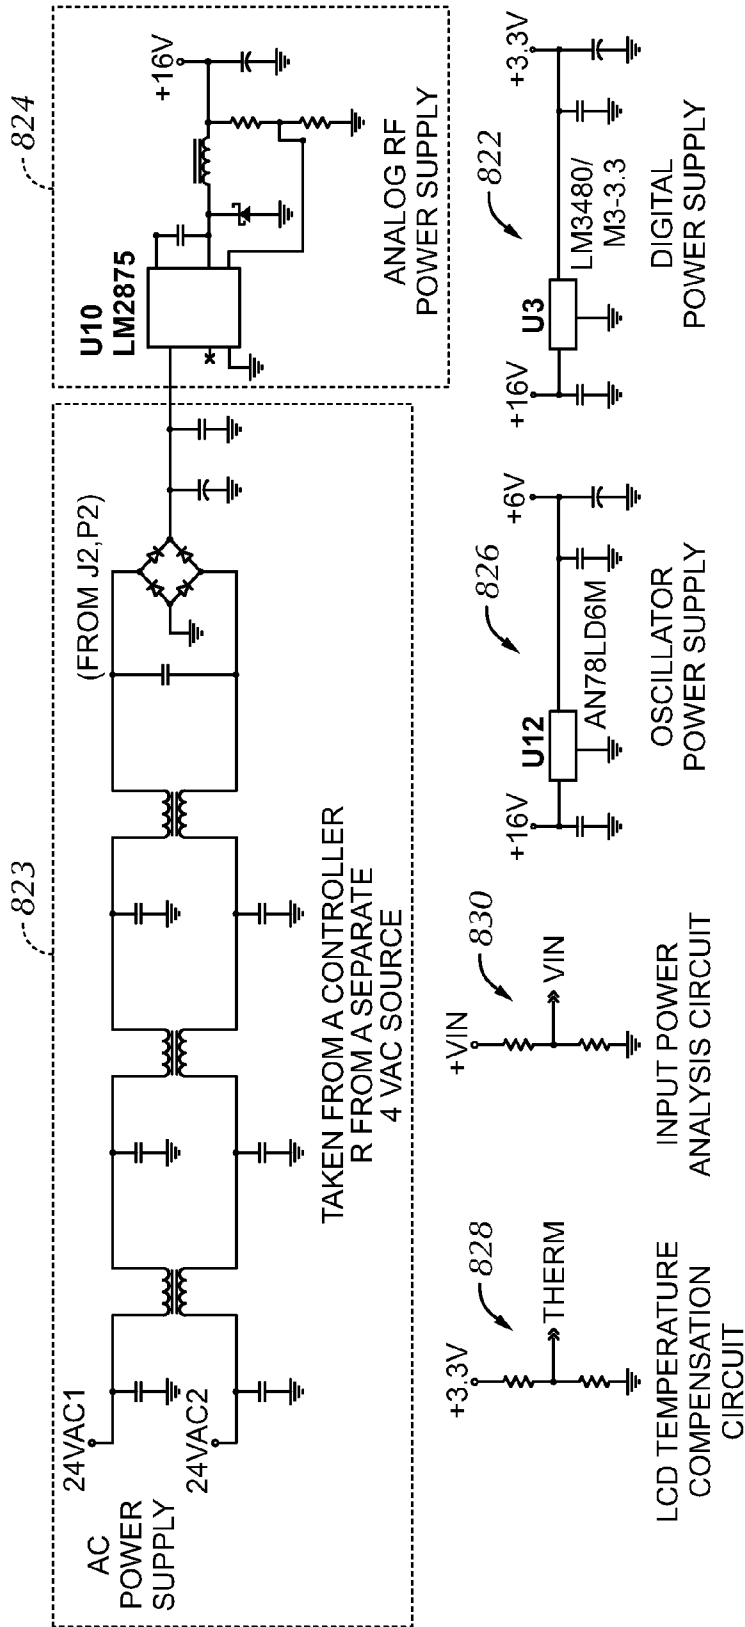 823
824
AC
POWER
SUPPLY
24VAC1
24VAC2
(FROM J2,P2)
TAKEN FROM A CONTROLLER
R FROM A SEPARATE
4 VAC SOURCE
U10
LM2875
+16V
ANALOG RF
POWER SUPPLY
+3.3V
828
THERM
LCD TEMPERATURE
COMPENSATION
CIRCUIT
+VIN
830
VIN
INPUT POWER
ANALYSIS CIRCUIT
+16V
U12
AN78LD6M
826
+6V
OSCILLATOR
POWER SUPPLY
+16V
U3
LM3480/
M3-3.3
822
+3.3V
DIGITAL
POWER SUPPLY